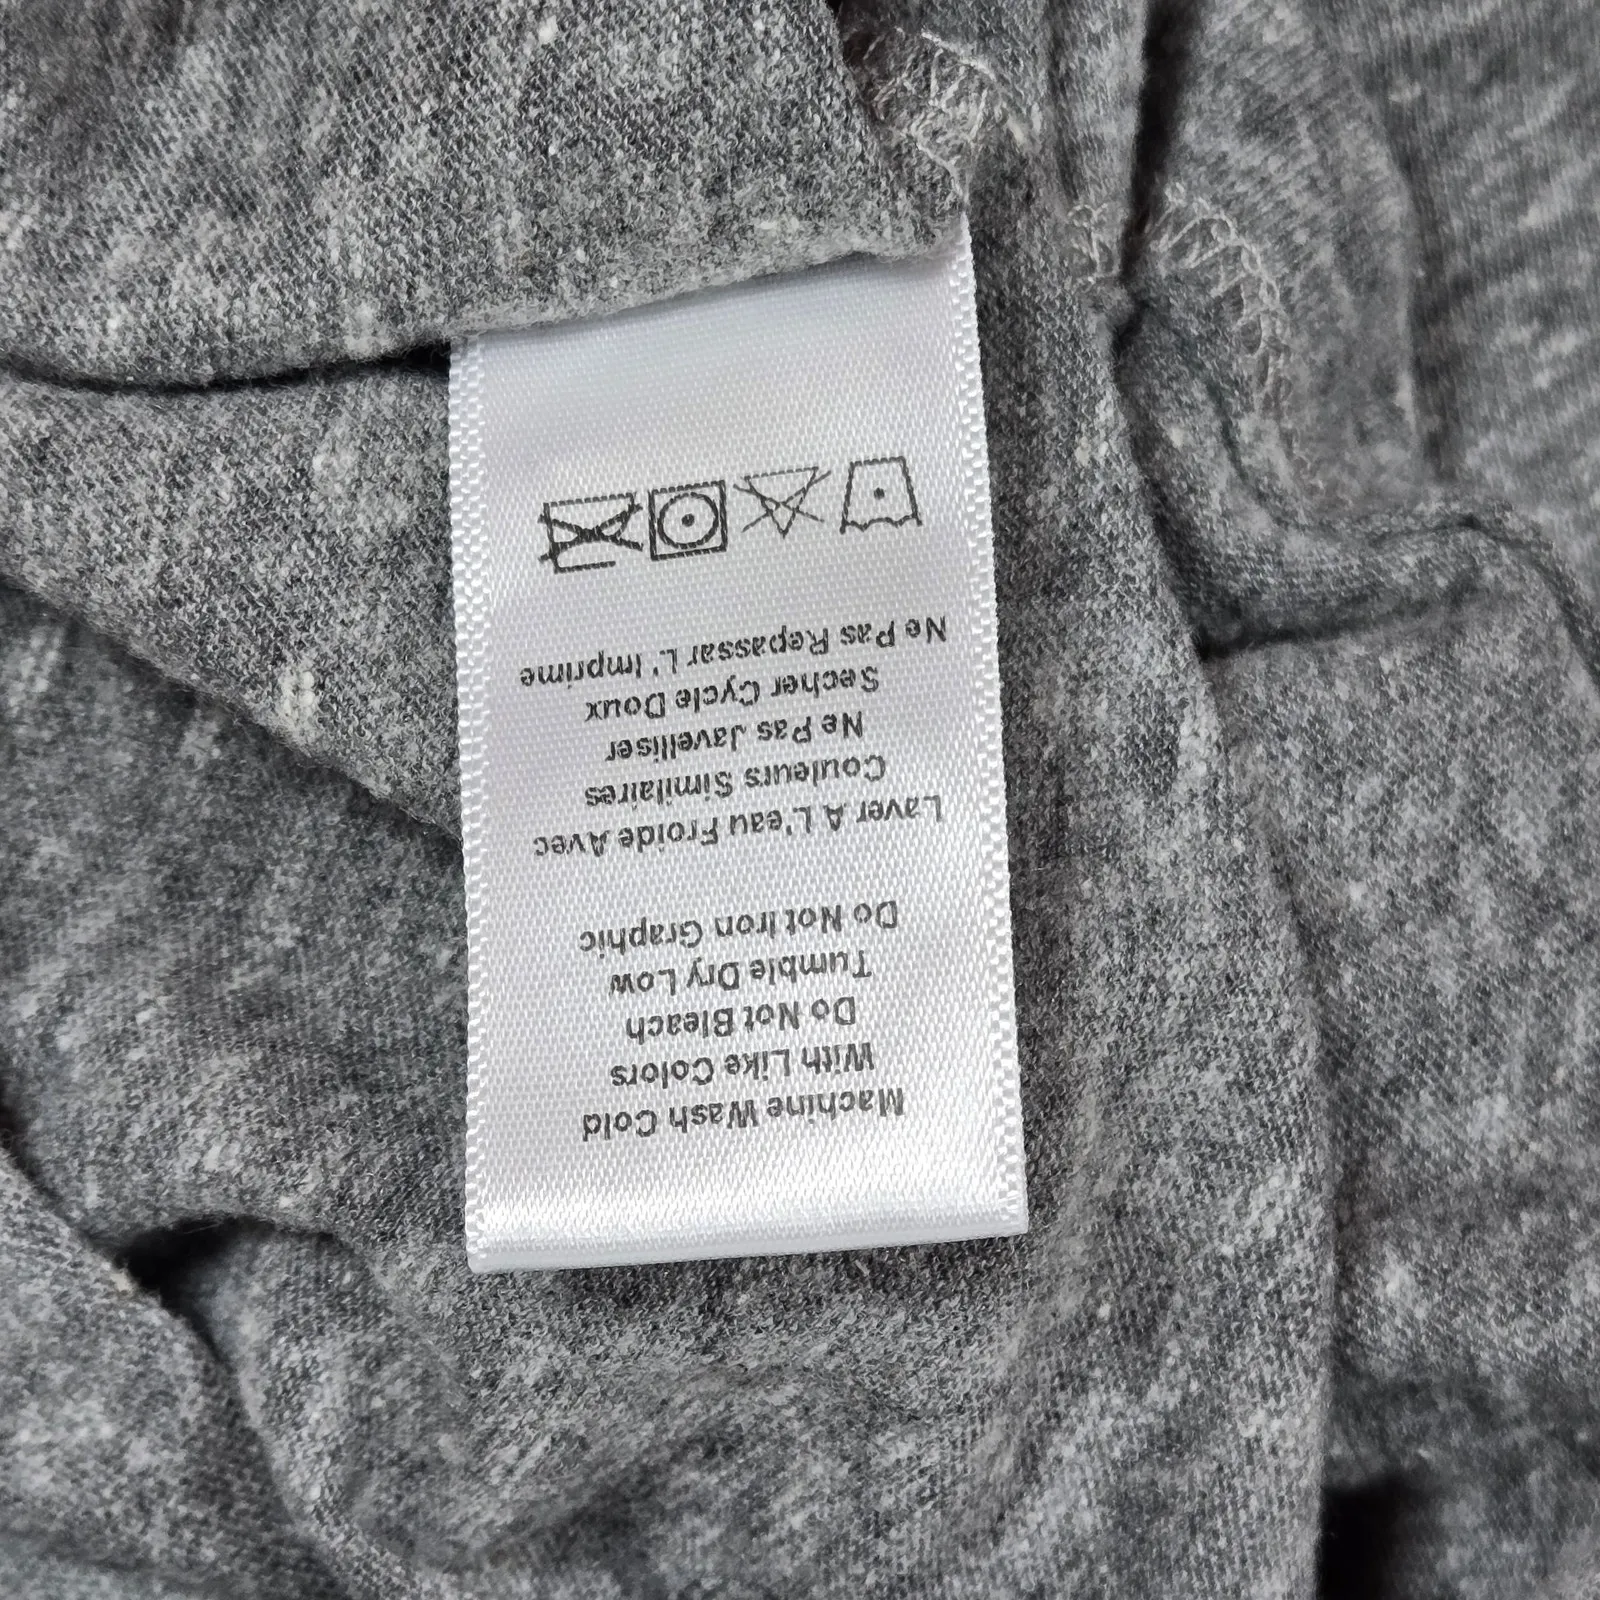 Machine Wash Cold
With Like Colors
Do Not Bleach
Tumble Dry Low
Do Not Iron Graphic
Laver A L'eau Froide Avec
Couleurs Similaires
Ne Pas Javelliser
Secher Cycle Doux
Ne Pas Repassar L' Imprime